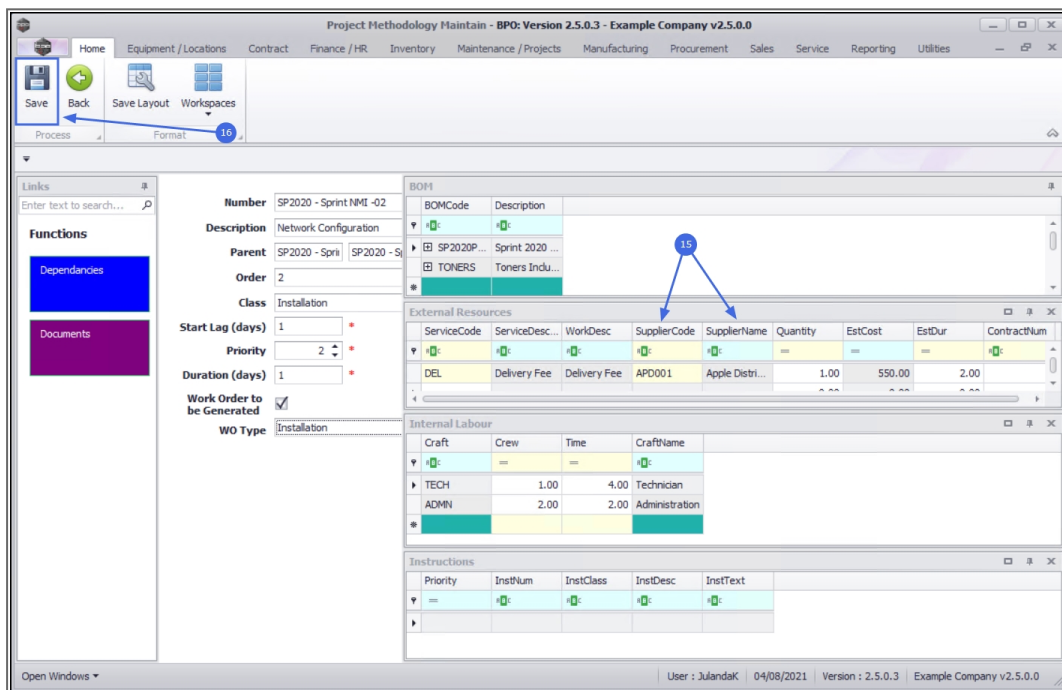 Project Methodology Maintain - BPO: Version 2.5.0.3 - Example Company v2.5.0.0
Home Equipment / Locations Contract Finance / HR Inventory Maintenance / Projects Manufacturing Procurement Sales Service Reporting Utilities
Save Back Save Layout Workspaces
Process Format 16
Links
Enter text to search...
Functions
Dependancies
Documents
Number SP2020 - Sprint NMI -02
Description Network Configuration
Parent SP2020 - Spri SP2020 - Sp
Order 2
Class Installation
Start Lag (days) 1 *
Priority 2 *
Duration (days) 1 *
Work Order to
be Generated
WO Type Installation
BOM
BOMCode Description
SP2020P... Sprint 2020 ...
TONERS Toners Inclu...
15
External Resources
ServiceCode ServiceDesc... WorkDesc SupplierCode SupplierName Quantity EstCost EstDur ContractNum
= = =
DEL Delivery Fee Delivery Fee APD001 Apple Distri... 1.00 550.00 2.00
Internal Labour
Craft Crew Time CraftName
= =
TECH 1.00 4.00 Technician
ADMN 2.00 2.00 Administration
Instructions
Priority InstNum InstClass InstDesc InstText
=
Open Windows User : JulandaK 04/08/2021 Version : 2.5.0.3 Example Company v2.5.0.0